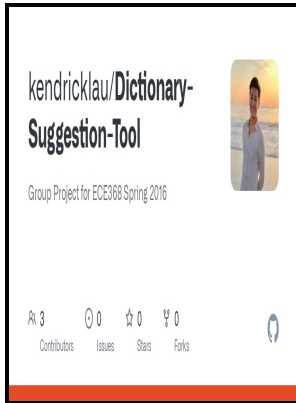 kendricklau/Dictionary-
Suggestion-Tool
Group Project for ECE368 Spring 2016
3 0 0 0
Contributors Issues Stars Forks